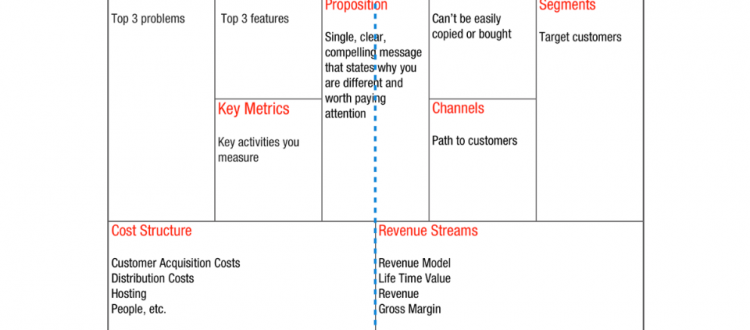 Top 3 problems
Top 3 features
Key Metrics
Key activities you
measure
Proposition
Single, clear,
compelling message
that states why you
are different and
worth paying
attention
Can't be easily
copied or bought
Channels
Path to customers
Segments
Target customers
Cost Structure
Customer Acquisition Costs
Distribution Costs
Hosting
People, etc.
Revenue Streams
Revenue Model
Life Time Value
Revenue
Gross Margin